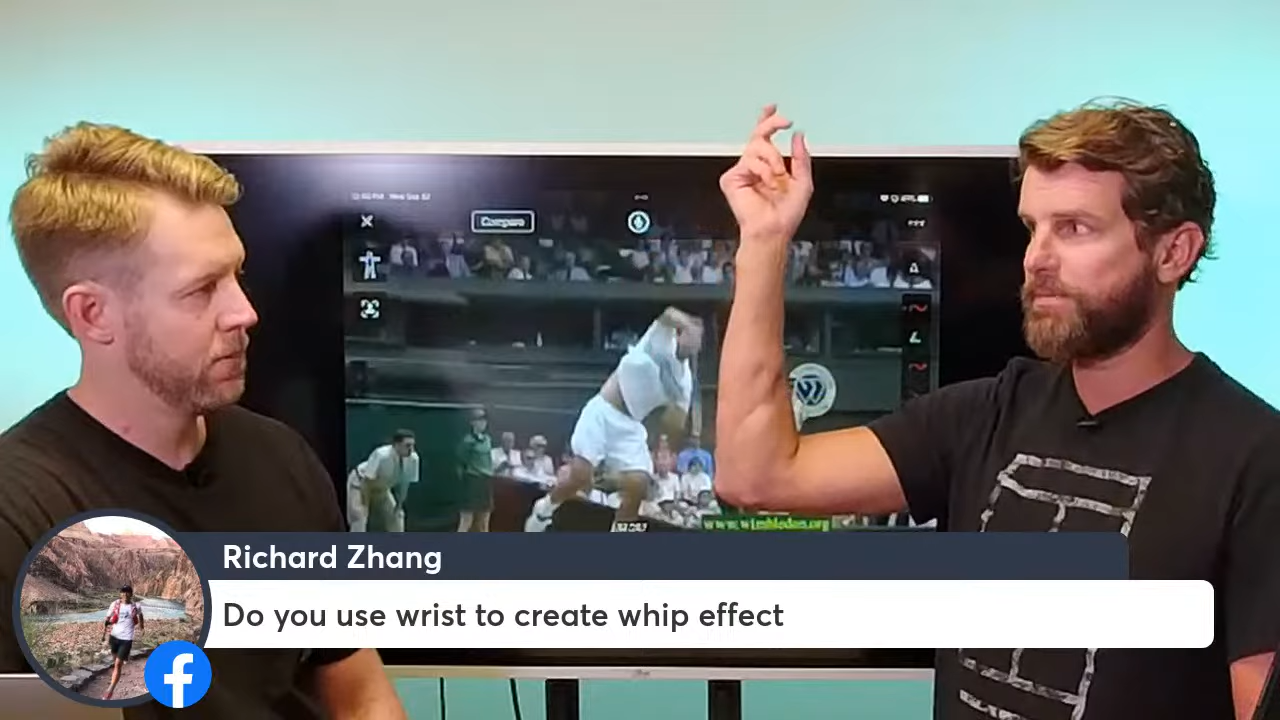 Compare
www.wimbledon.org
Richard Zhang
Do you use wrist to create whip effect